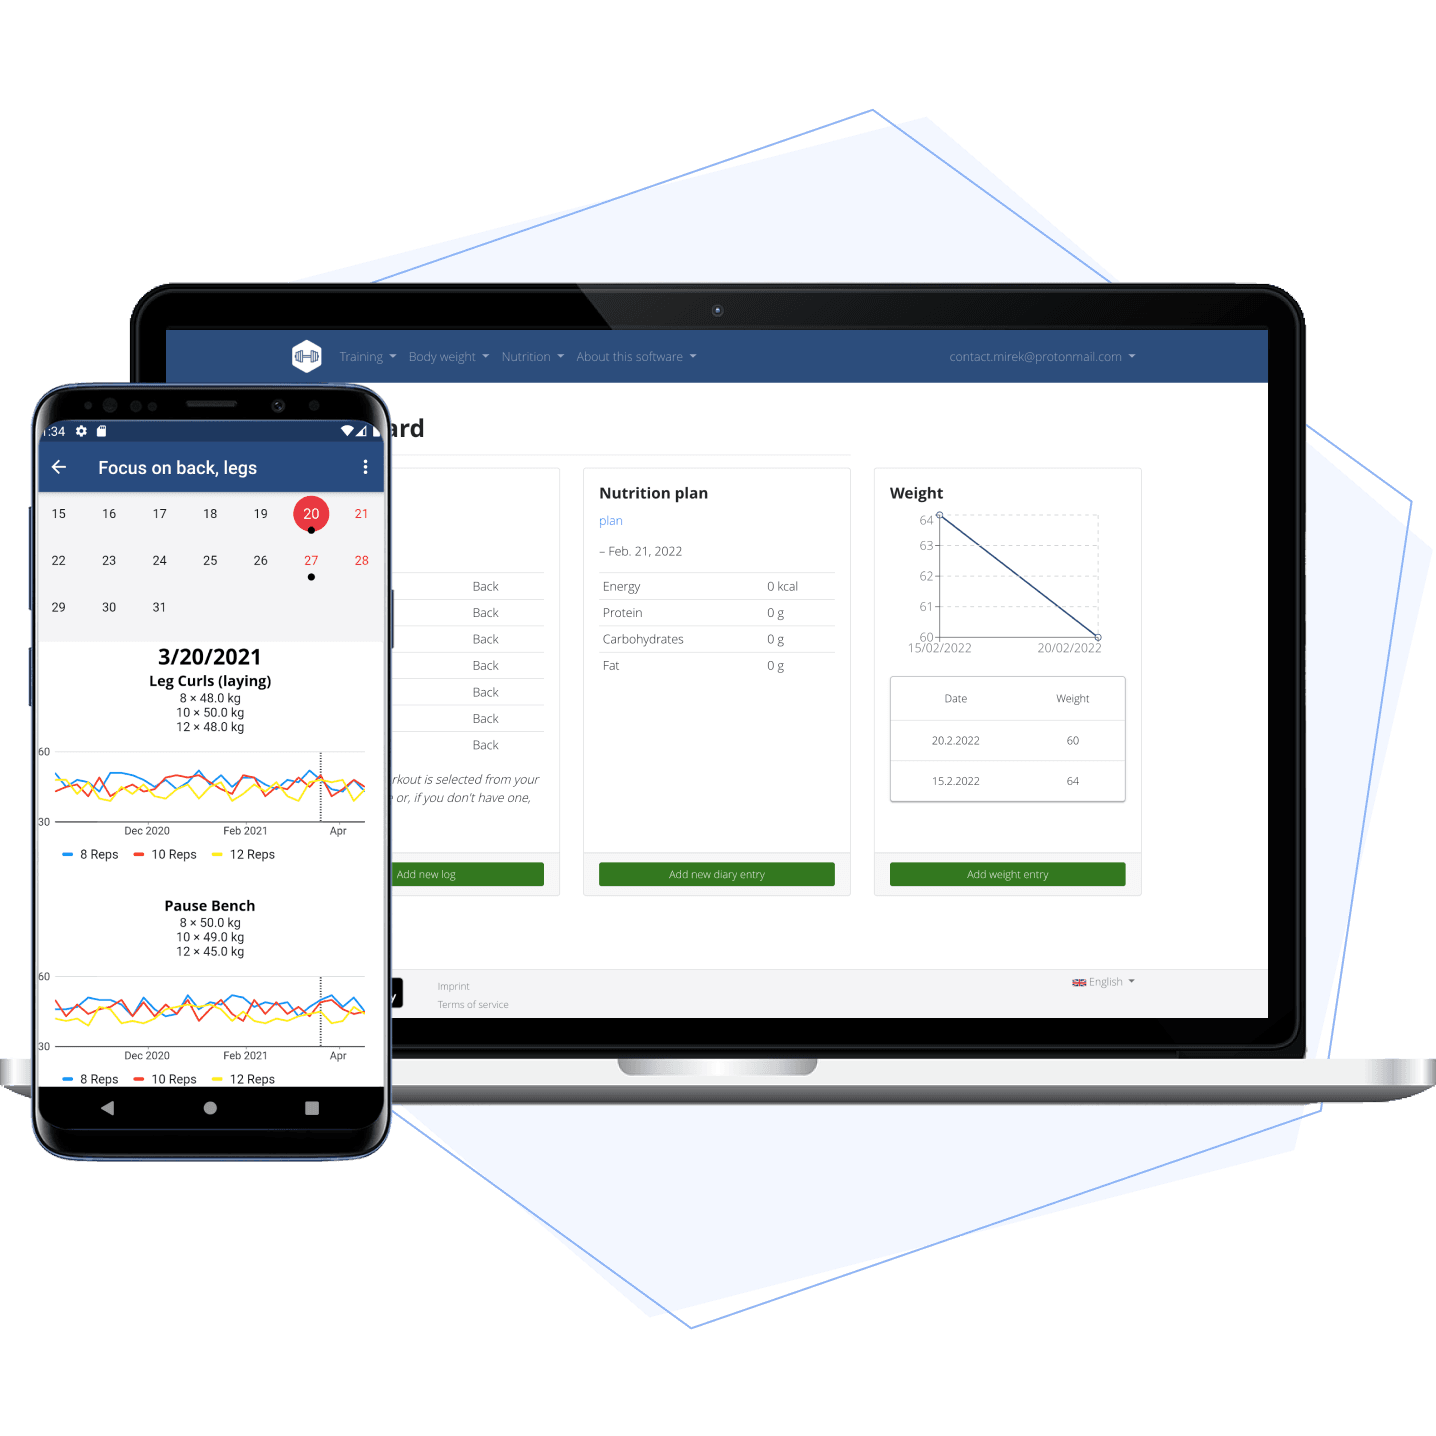 Training Body weight Nutrition About this software contact.mirek@protonmail.com
ard
Back
Back
Back
Back
Back
Back
Back
rkout is selected from your
or, if you don't have one,
Add new log
Nutrition plan
plan
– Feb. 21, 2022
Energy 0 kcal
Protein 0 g
Carbohydrates 0 g
Fat 0 g
Add new diary entry
Weight
64
63
62
61
60
15/02/2022 20/02/2022
Date Weight
20.2.2022 60
15.2.2022 64
Add weight entry
Imprint
Terms of service
English
:34
Focus on back, legs
15 16 17 18 19 20 21
22 23 24 25 26 27 28
29 30 31
3/20/2021
Leg Curls (laying)
8 × 48.0 kg
10 × 50.0 kg
12 × 48.0 kg
60
30
Dec 2020 Feb 2021 Apr
8 Reps 10 Reps 12 Reps
Pause Bench
8 × 50.0 kg
10 × 49.0 kg
12 × 45.0 kg
60
30
Dec 2020 Feb 2021 Apr
8 Reps 10 Reps 12 Reps